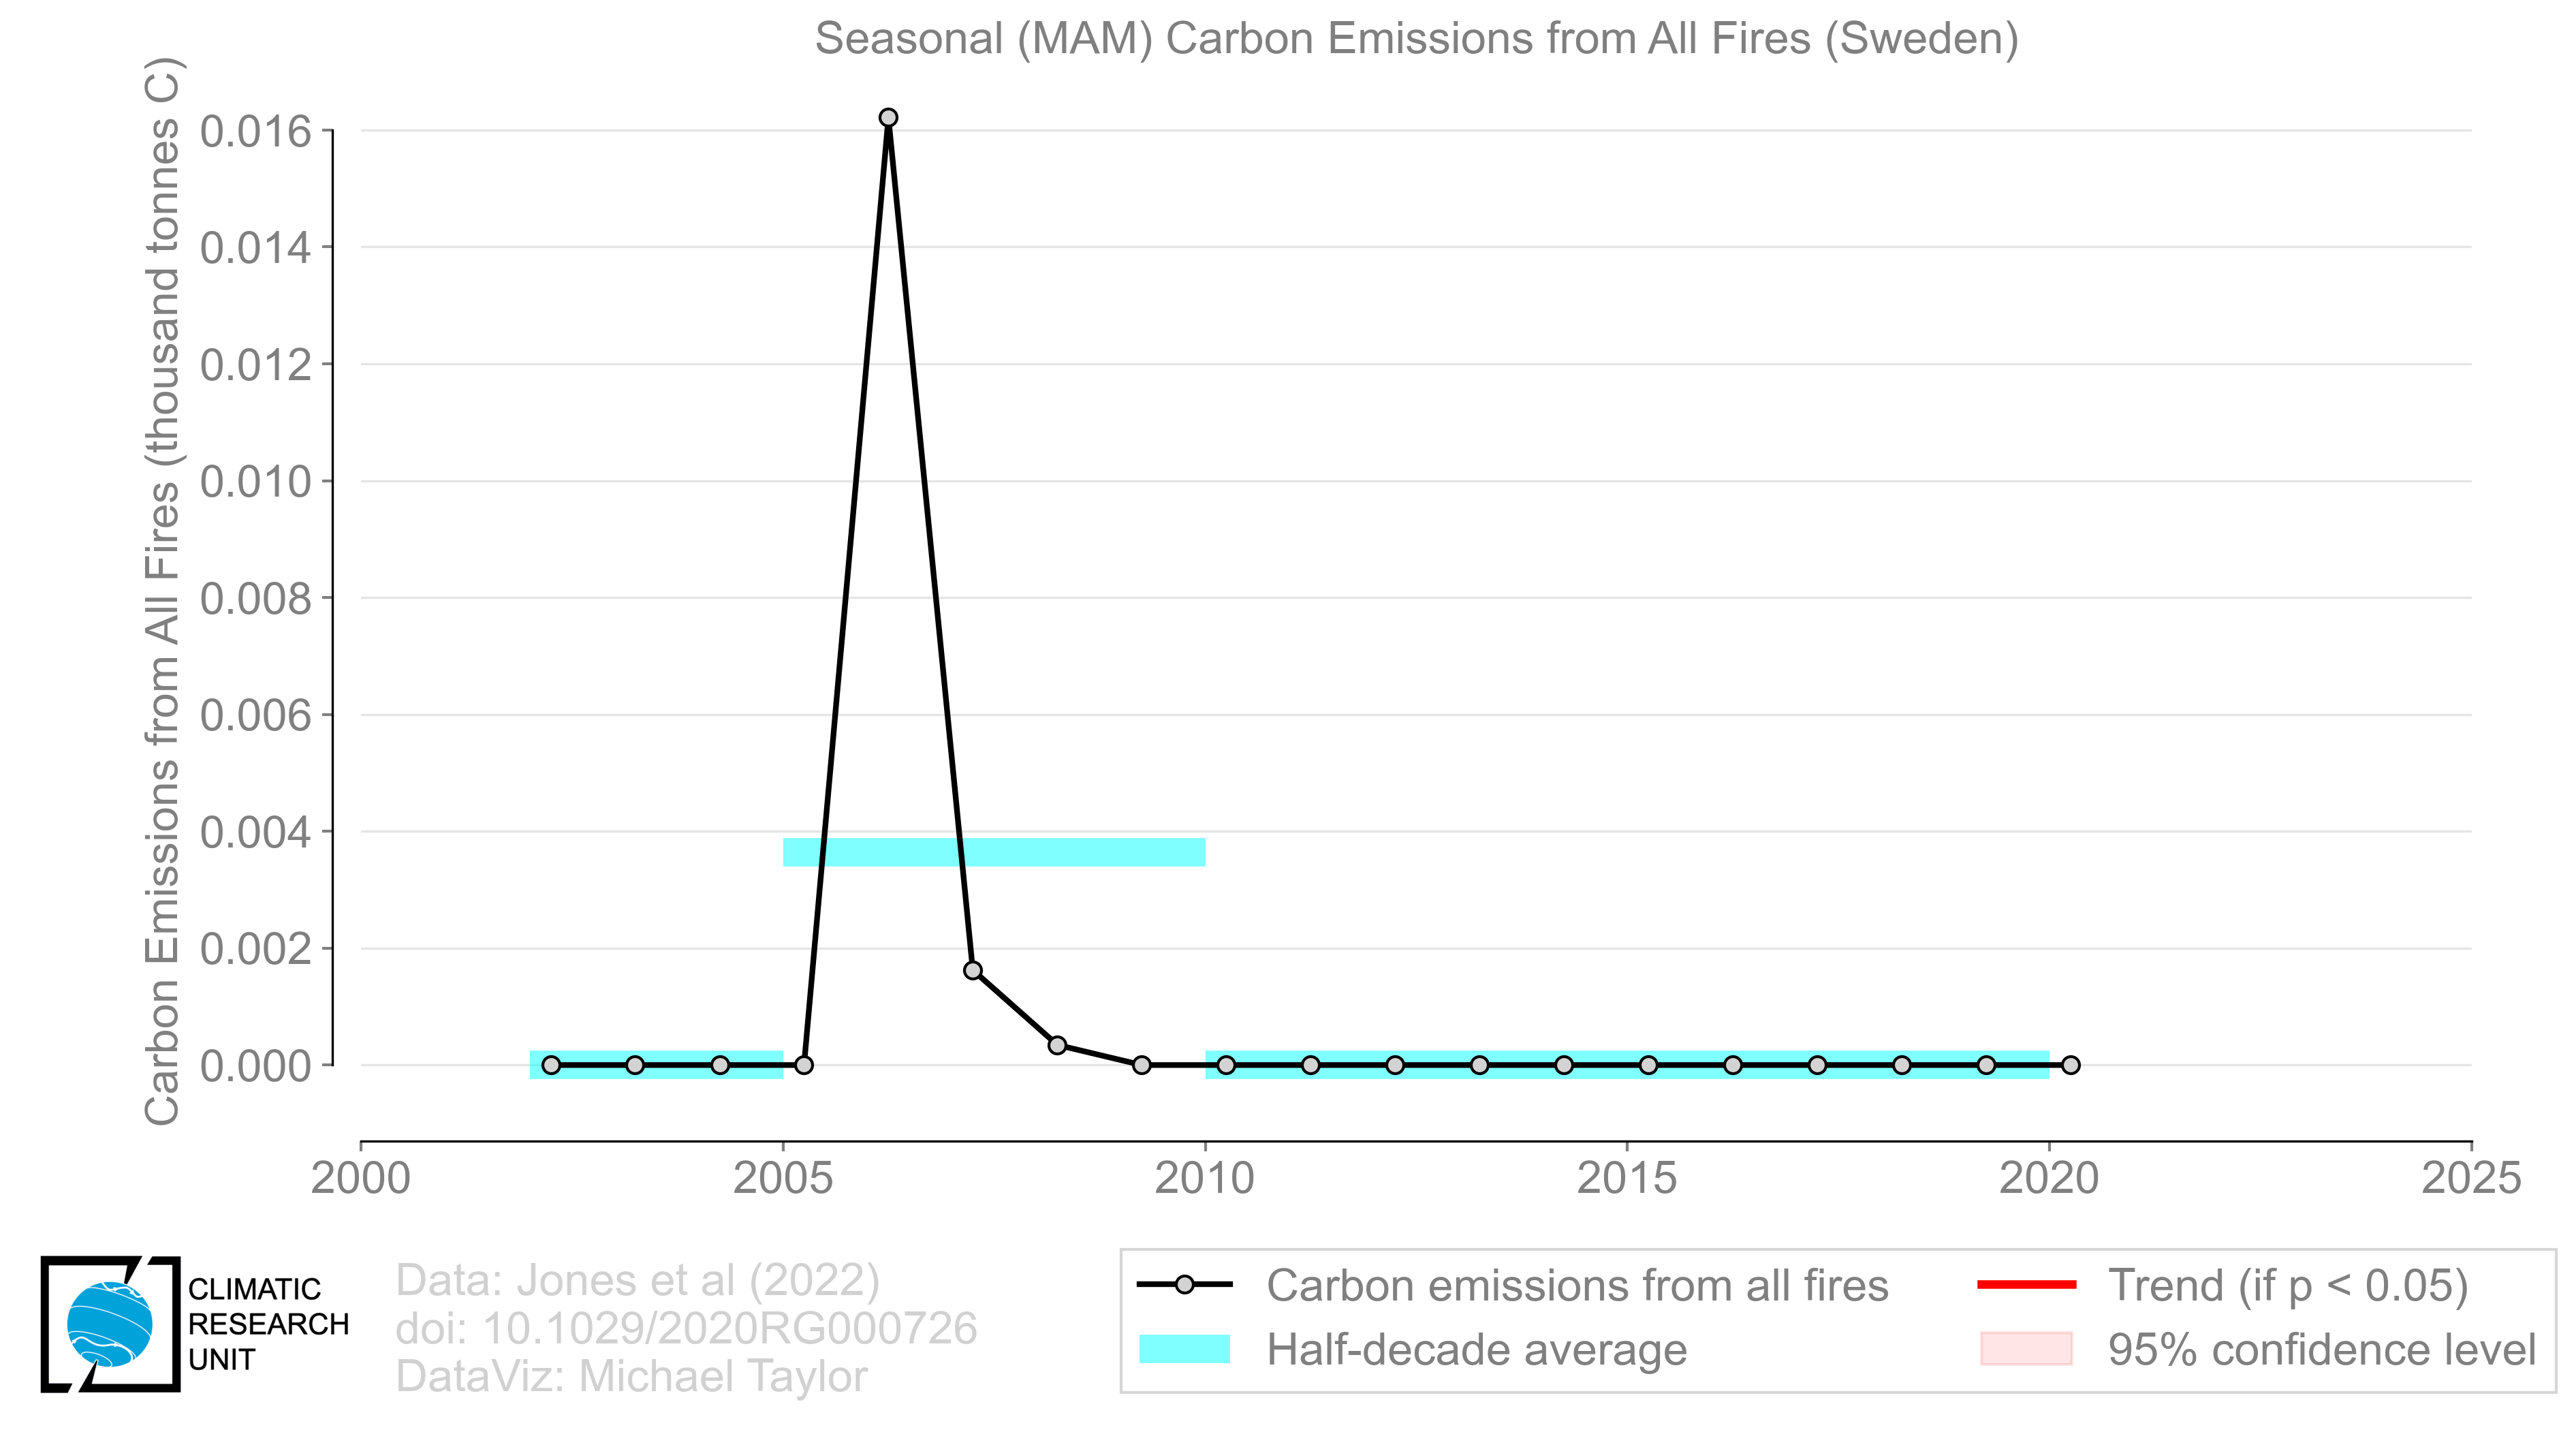 Seasonal (MAM) Carbon Emissions from All Fires (Sweden)
Carbon Emissions from All Fires (thousand tonnes C)
0.016
0.014
0.012
0.010
0.008
0.006
0.004
0.002
0.000
2000 2005 2010 2015 2020 2025
CLIMATIC
RESEARCH
UNIT
Data: Jones et al (2022)
doi: 10.1029/2020RG000726
DataViz: Michael Taylor
Carbon emissions from all fires
Half-decade average
Trend (if p < 0.05)
95% confidence level